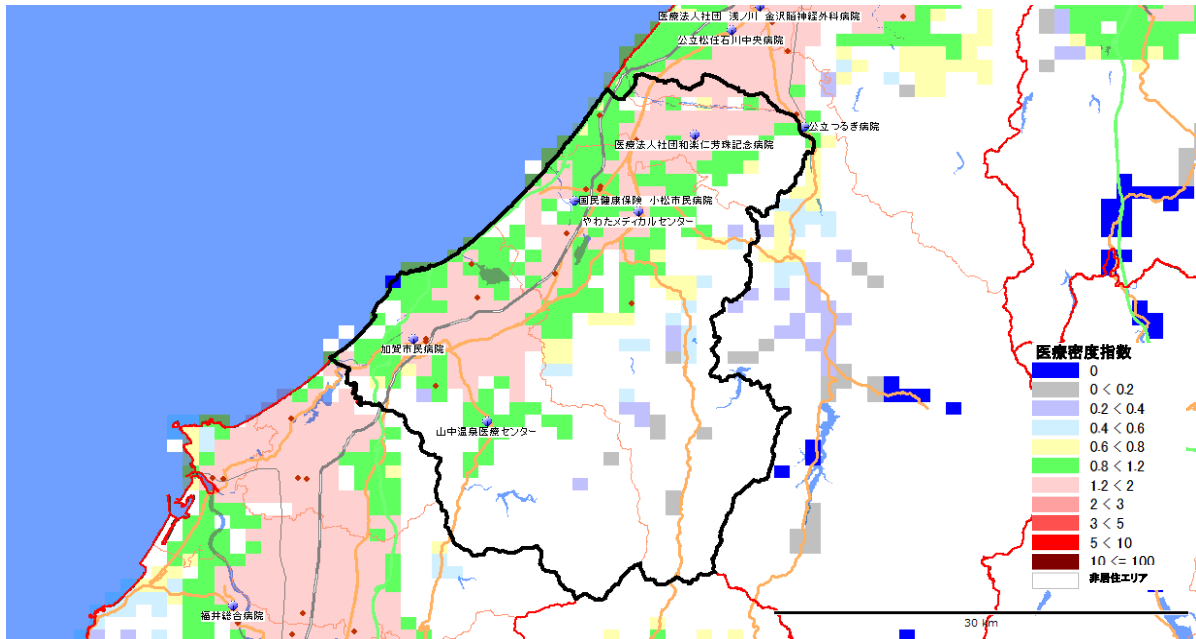 医療法人社団 浅ノ川 金沢脳神経外科病院
公立松任石川中央病院
公立つるぎ病院
医療法人社団和楽仁芳珠記念病院
国民健康保険 小松市民病院
やわたメディカルセンター
加賀市民病院
山中温泉医療センター
福井総合病院
医療密度指数
0
0 < 0.2
0.2 < 0.4
0.4 < 0.6
0.6 < 0.8
0.8 < 1.2
1.2 < 2
2 < 3
3 < 5
5 < 10
10 <= 100
非居住エリア
30 km